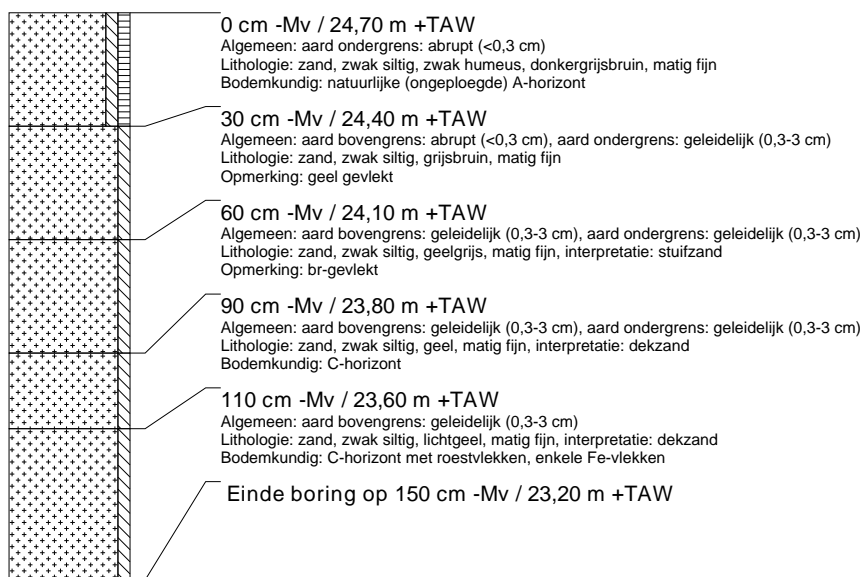 0 cm -Mv / 24,70 m +TAW
Algemeen: aard ondergrens: abrupt (<0,3 cm)
Lithologie: zand, zwak siltig, zwak humeus, donkergrijsbruin, matig fijn
Bodemkundig: natuurlijke (ongeploegde) A-horizont
30 cm -Mv / 24,40 m +TAW
Algemeen: aard bovengrens: abrupt (<0,3 cm), aard ondergrens: geleidelijk (0,3-3 cm)
Lithologie: zand, zwak siltig, grijsbruin, matig fijn
Opmerking: geel gevlekt
60 cm -Mv / 24,10 m +TAW
Algemeen: aard bovengrens: geleidelijk (0,3-3 cm), aard ondergrens: geleidelijk (0,3-3 cm)
Lithologie: zand, zwak siltig, geelgrijs, matig fijn, interpretatie: stuifzand
Opmerking: br-gevlekt
90 cm -Mv / 23,80 m +TAW
Algemeen: aard bovengrens: geleidelijk (0,3-3 cm), aard ondergrens: geleidelijk (0,3-3 cm)
Lithologie: zand, zwak siltig, geel, matig fijn, interpretatie: dekzand
Bodemkundig: C-horizont
110 cm -Mv / 23,60 m +TAW
Algemeen: aard bovengrens: geleidelijk (0,3-3 cm)
Lithologie: zand, zwak siltig, lichtgeel, matig fijn, interpretatie: dekzand
Bodemkundig: C-horizont met roestvlekken, enkele Fe-vlekken
Einde boring op 150 cm -Mv / 23,20 m +TAW